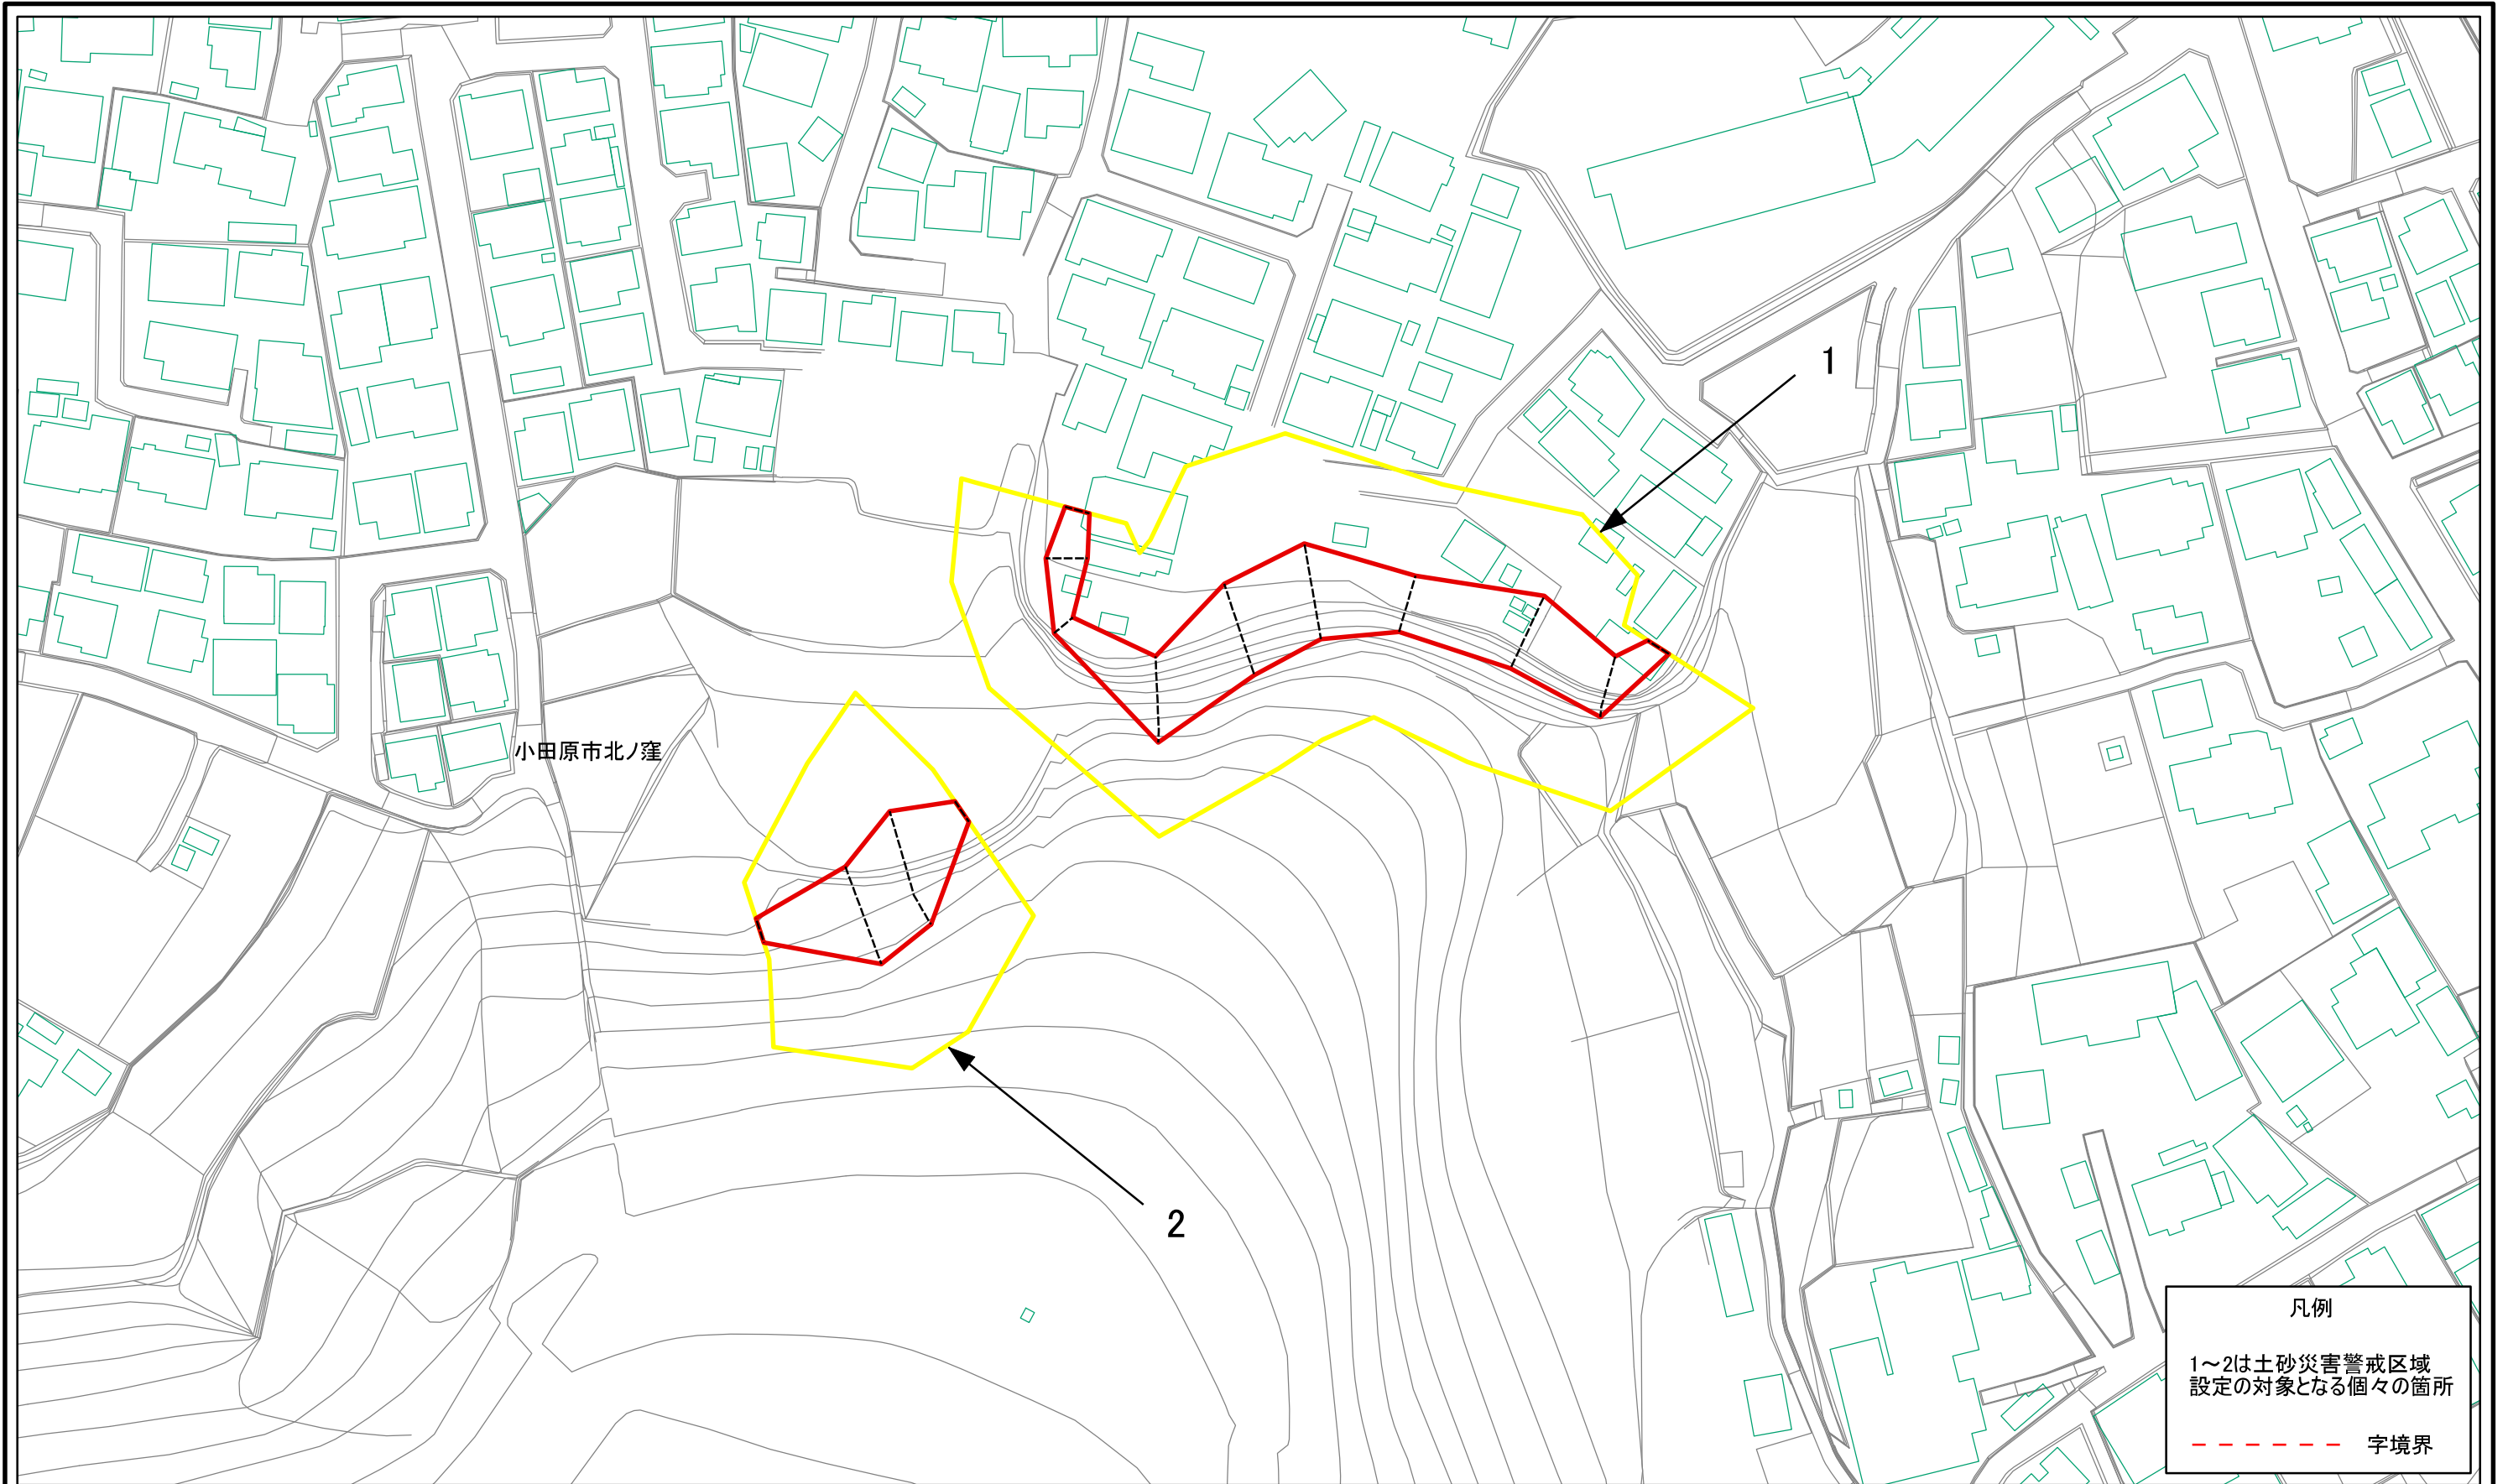 1
小田原市北ノ窪
2
凡例
1～2は土砂災害警戒区域
設定の対象となる個々の箇所
字境界